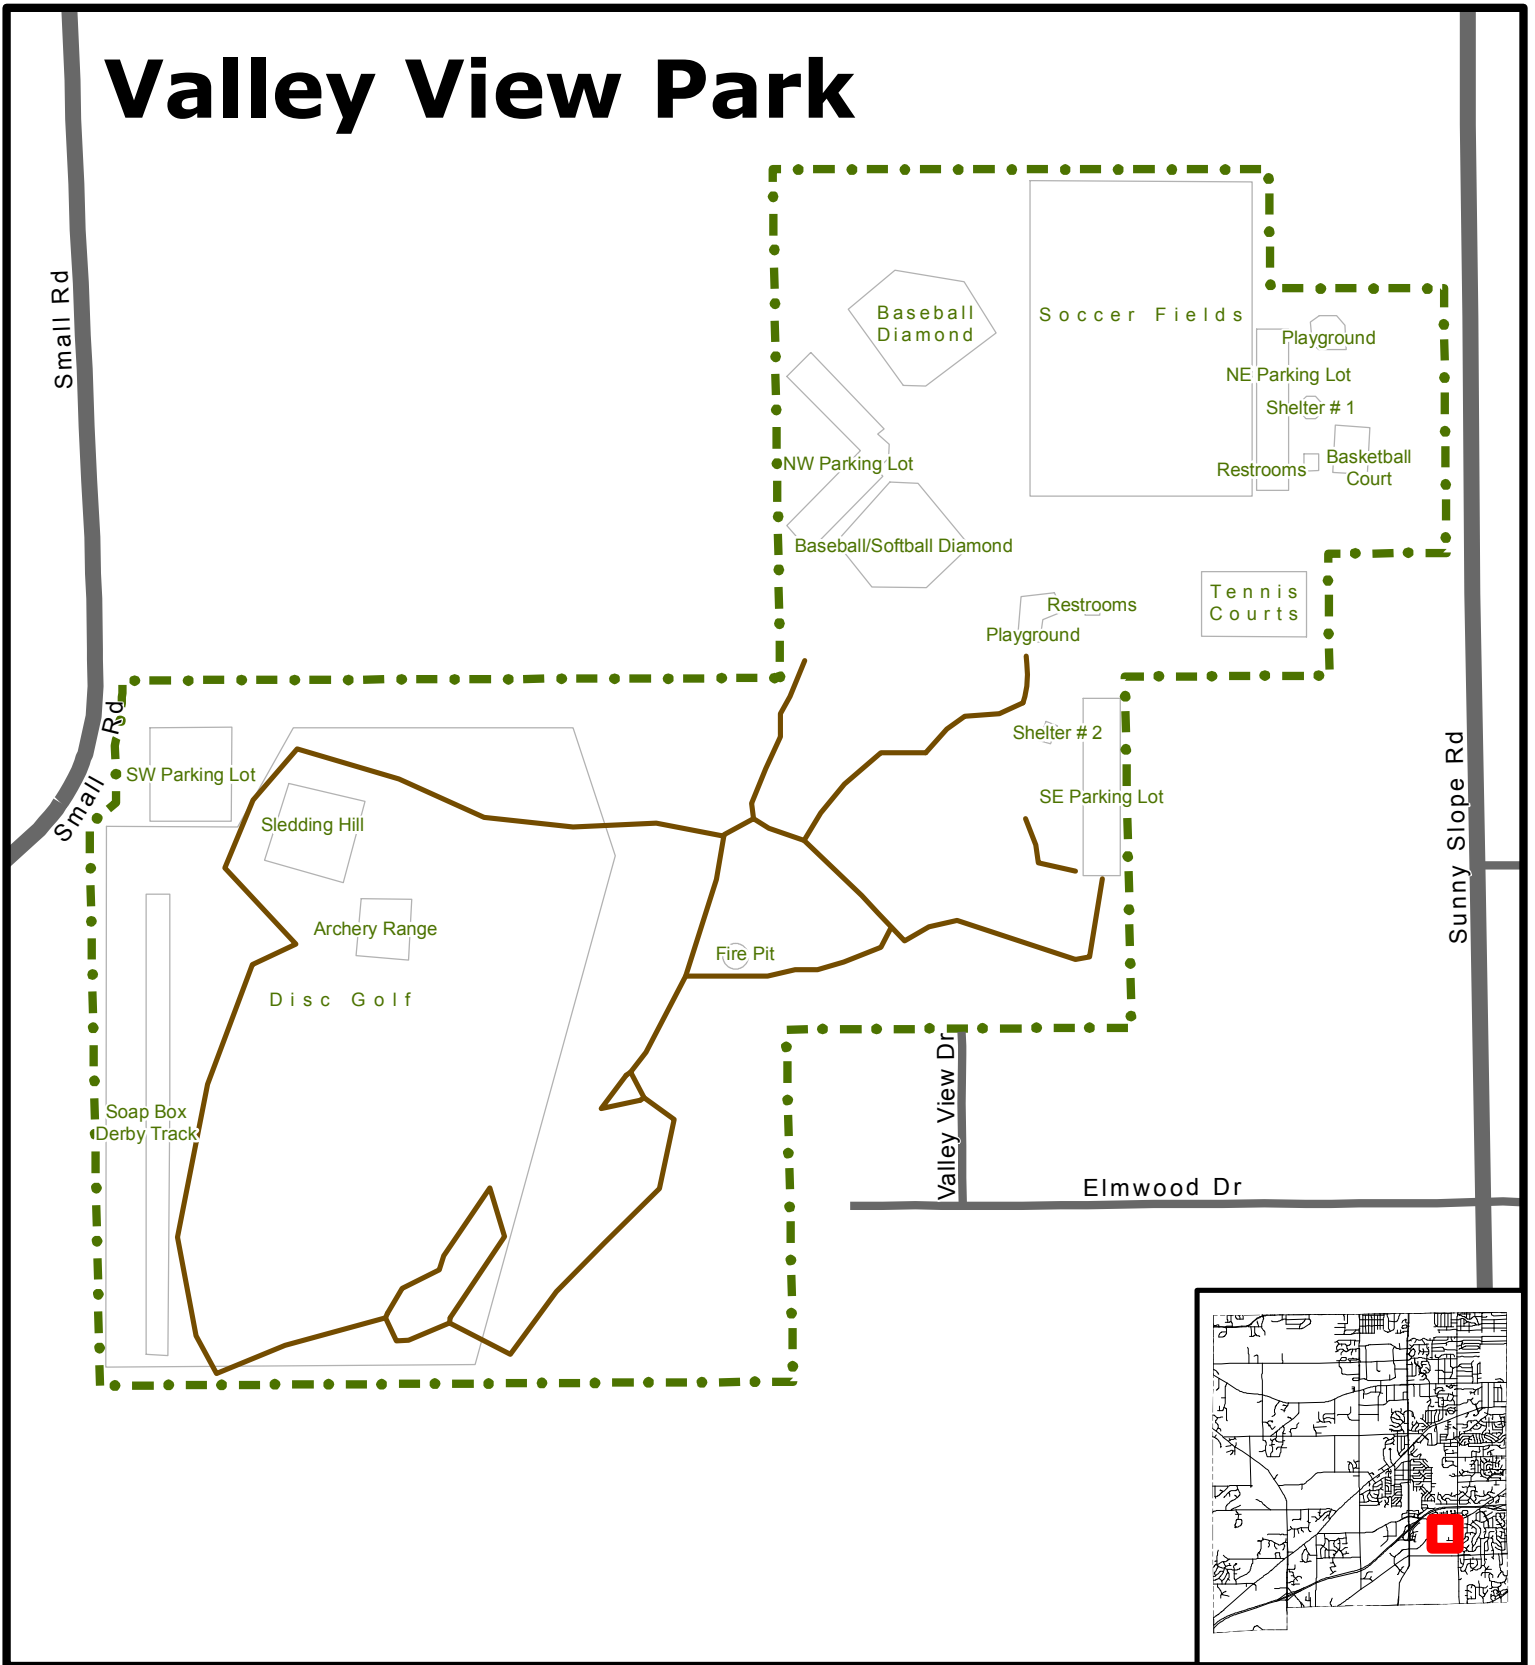 Valley View Park
Small Rd
Baseball
Diamond
Soccer Fields
Playground
NE Parking Lot
Shelter # 1
NW Parking Lot
Restrooms
Basketball
Court
Baseball/Softball Diamond
Restrooms
Playground
Tennis
Courts
Small Rd
SW Parking Lot
Shelter # 2
SE Parking Lot
Sledding Hill
Sunny Slope Rd
Archery Range
Fire Pit
Disc Golf
Soap Box
Derby Track
Valley View Dr
Elmwood Dr